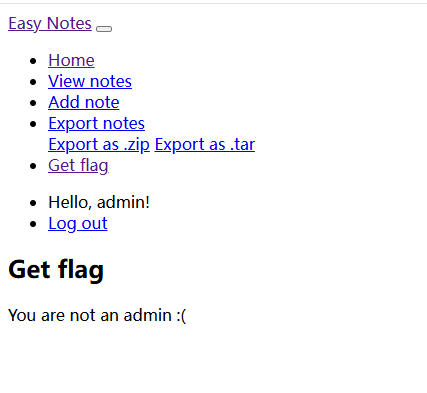 Easy Notes
Home
View notes
Add note
Export notes
Export as .zip Export as .tar
Get flag
Hello, admin!
Log out
Get flag
You are not an admin :(